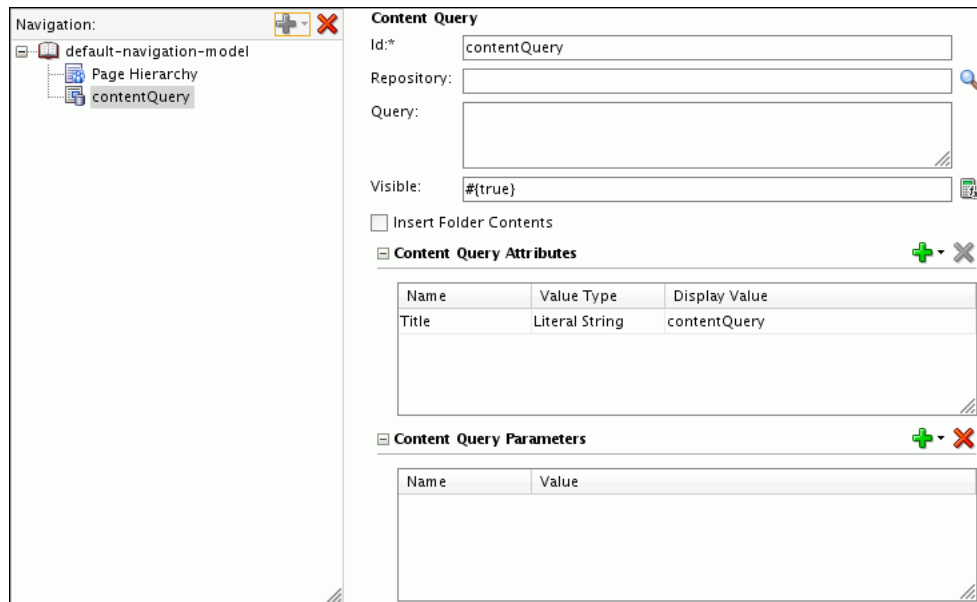 Navigation:
default-navigation-model
Page Hierarchy
contentQuery
Content Query
Id:* contentQuery
Repository:
Query:
Visible: #{true}
Insert Folder Contents
Content Query Attributes
Name Value Type Display Value
Title Literal String contentQuery
Content Query Parameters
Name Value